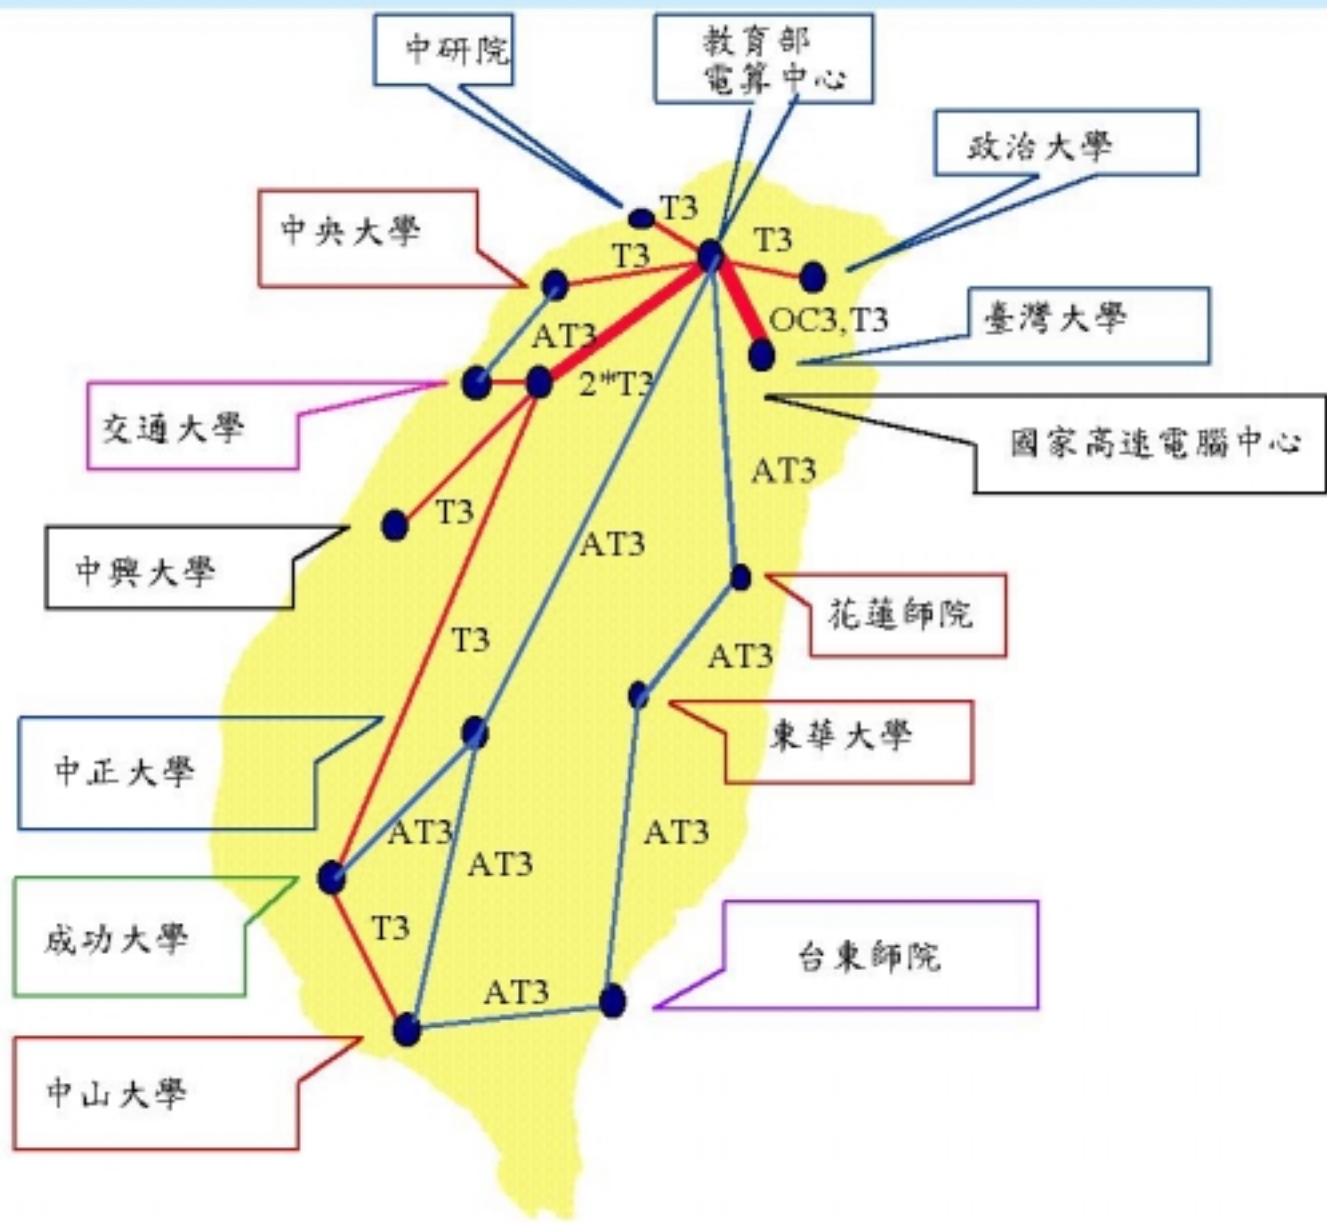 中研院
教育部
電算中心
政治大學
T3
中央大學
T3
T3
臺灣大學
OC3,T3
AT3
2*T3
交通大學
國家高速電腦中心
AT3
T3
AT3
中興大學
花蓮師院
T3
AT3
東華大學
中正大學
AT3
AT3
AT3
成功大學
T3
台東師院
AT3
中山大學